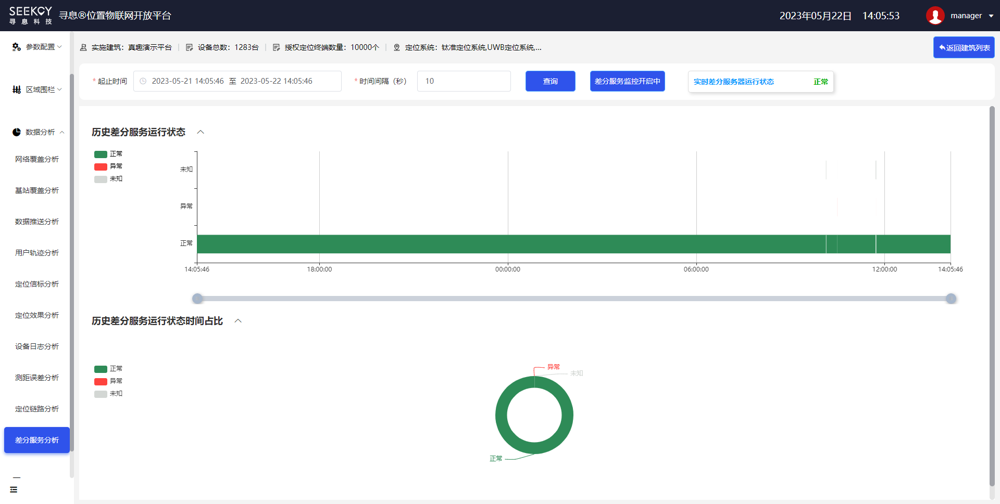 SEEKCY
寻息科技
寻息®位置物联网开放平台
2023年05月22日 14:05:53
manager
参数配置
区域围栏
数据分析
网络覆盖分析
基站覆盖分析
数据推送分析
用户轨迹分析
定位信标分析
定位效果分析
设备日志分析
测距误差分析
定位链路分析
差分服务分析
实施建筑：真趣演示平台
设备总数：1283台
授权定位终端数量：10000个
定位系统：钛准定位系统,UWB定位系统,...
返回建筑列表
* 起止时间 2023-05-21 14:05:46 至 2023-05-22 14:05:46
* 时间间隔（秒） 10
查询
差分服务监控开启中
实时差分服务器运行状态 正常
历史差分服务运行状态
正常
异常
未知
未知
异常
正常
14:05:46 18:00:00 00:00:00 06:00:00 12:00:00 14:05:46
历史差分服务运行状态时间占比
正常
异常
未知
异常
未知
正常